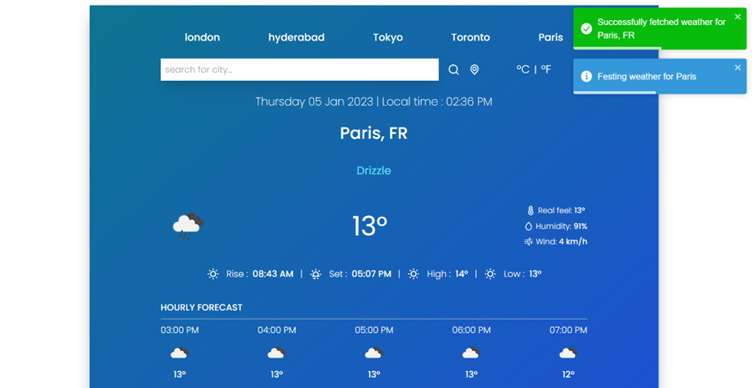 london hyderabad Tokyo Toronto Paris
Successfully fetched weather for
Paris, FR
Festing weather for Paris
search for city...
°C | °F
Thursday 05 Jan 2023 | Local time : 02:36 PM
Paris, FR
Drizzle
13°
Real feel: 13°
Humidity: 91%
Wind: 4 km/h
Rise : 08:43 AM | Set : 05:07 PM | High : 14° | Low : 13°
HOURLY FORECAST
03:00 PM 04:00 PM 05:00 PM 06:00 PM 07:00 PM
13° 13° 13° 13° 12°